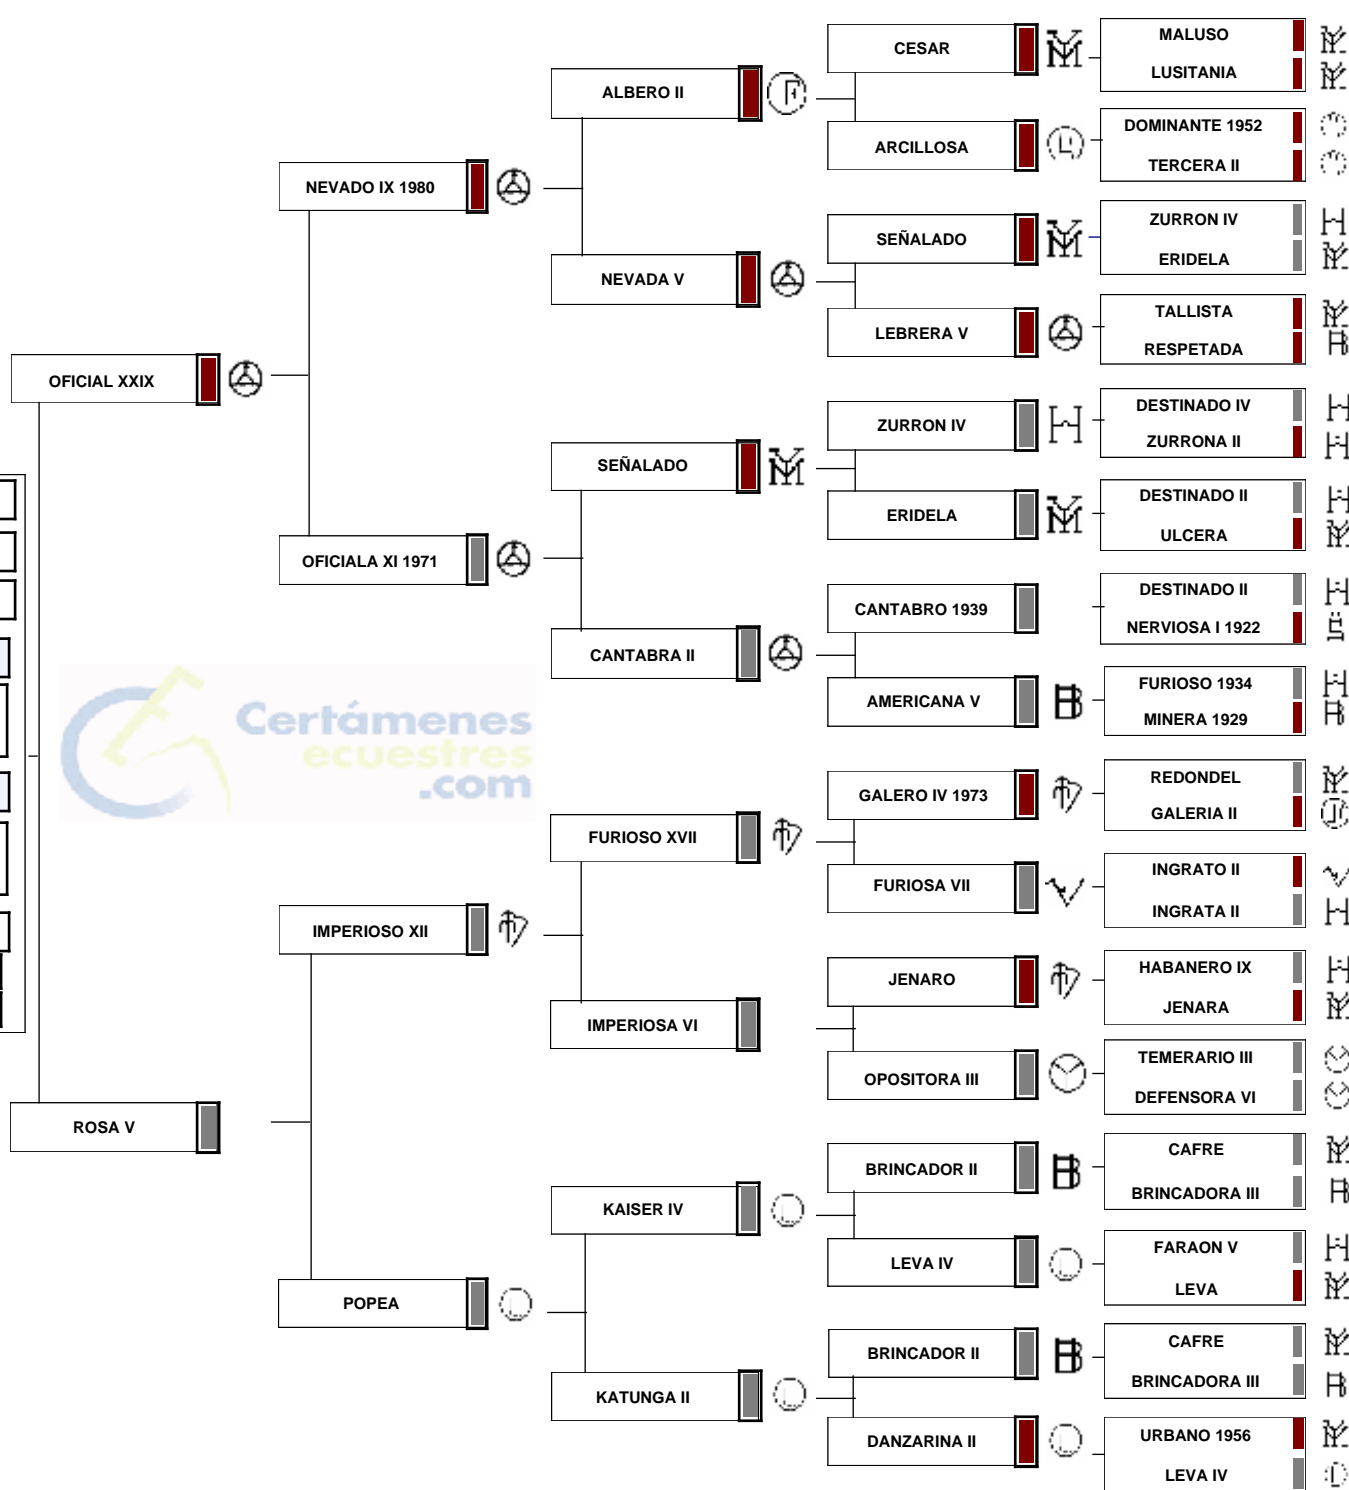 OFICIAL XXIX
ROSA V
NEVADO IX 1980
OFICIALA XI 1971
IMPERIOSO XII
POPEA
ALBERO II
NEVADA V
SEÑALADO
CANTABRA II
FURIOSO XVII
IMPERIOSA VI
KAISER IV
KATUNGA II
CESAR
ARCILLOSA
SEÑALADO
LEBRERA V
ZURRON IV
ERIDELA
CANTABRO 1939
AMERICANA V
GALERO IV 1973
FURIOSA VII
JENARO
OPOSITORA III
BRINCADOR II
LEVA IV
BRINCADOR II
DANZARINA II
MALUSO
LUSITANIA
DOMINANTE 1952
TERCERA II
ZURRON IV
ERIDELA
TALLISTA
RESPETADA
DESTINADO IV
ZURRONA II
DESTINADO II
ULCERA
DESTINADO II
NERVIOSA I 1922
FURIOSO 1934
MINERA 1929
REDONDEL
GALERIA II
INGRATO II
INGRATA II
HABANERO IX
JENARA
TEMERARIO III
DEFENSORA VI
CAFRE
BRINCADORA III
FARAON V
LEVA
CAFRE
BRINCADORA III
URBANO 1956
LEVA IV
Certámenes
ecuestres
.com